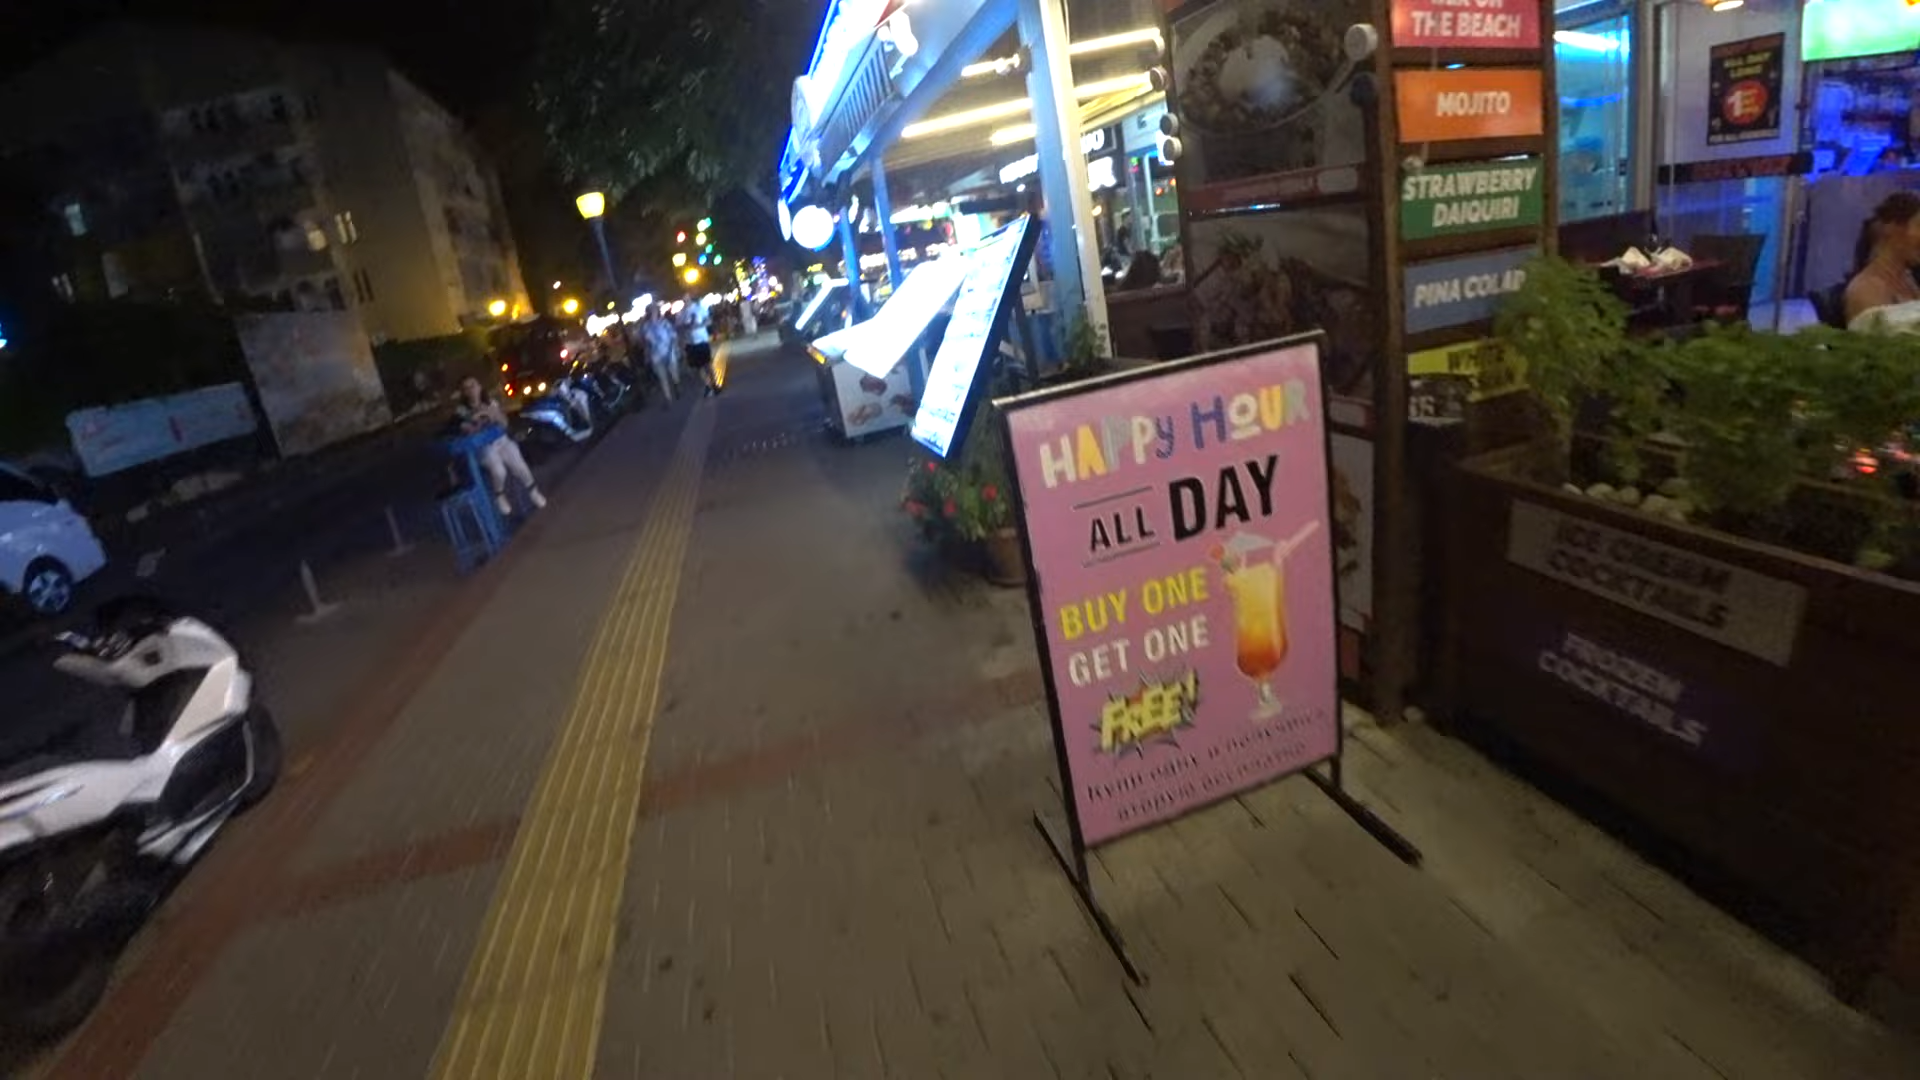 THE BEACH
MOJITO
STRAWBERRY
DAIQUIRI
PINA COLAD
WHITE
HAPPY HOUR
ALL DAY
BUY ONE
GET ONE
FREE!
ICE CREAM
COCKTAILS
FROZEN
COCKTAILS